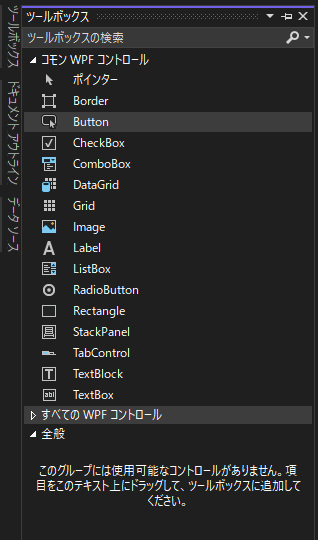 ツールボックス
ドキュメント アウトライン
データ ソース
ツールボックス
ツールボックスの検索
コモン WPF コントロール
ポインター
Border
Button
CheckBox
ComboBox
DataGrid
Grid
Image
Label
ListBox
RadioButton
Rectangle
StackPanel
TabControl
TextBlock
TextBox
すべての WPF コントロール
全般
このグループには使用可能なコントロールがありません。項
目をこのテキスト上にドラッグして、ツールボックスに追加して
ください。